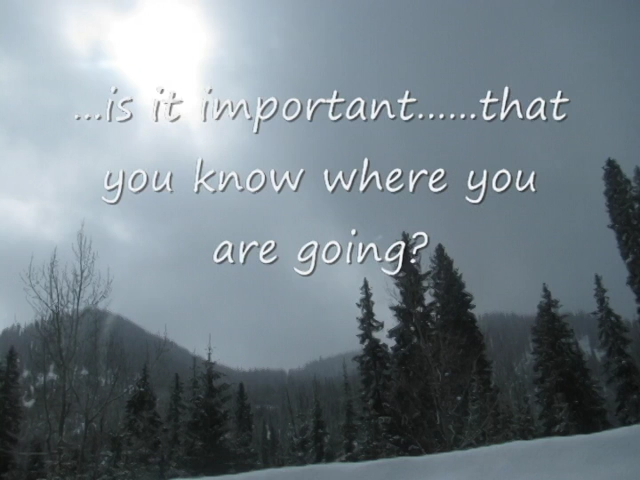 ...is it important......that
you know where you
are going?